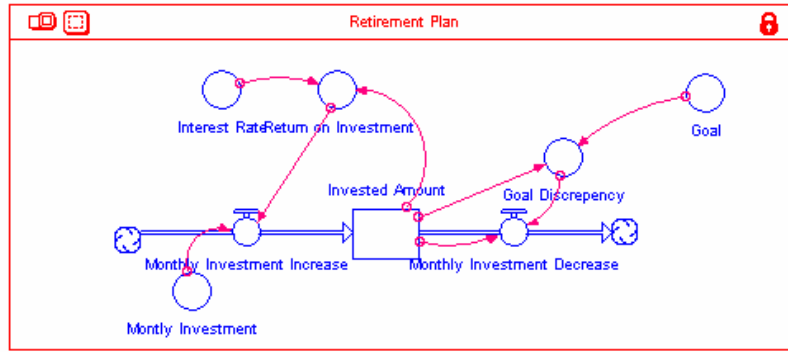 Retirement Plan
Interest Rate
Return on Investment
Goal
Invested Amount
Goal Discrepency
Monthly Investment Increase
Monthly Investment Decrease
Montly Investment